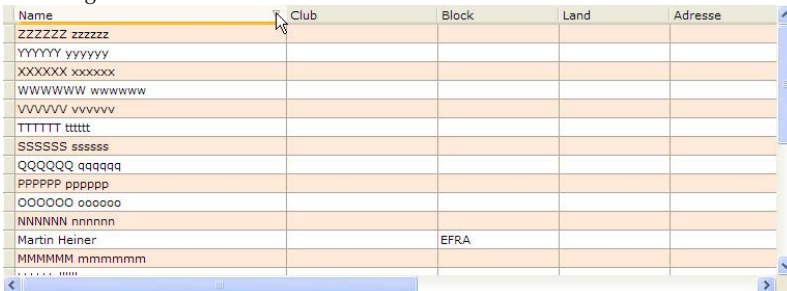 Name Club Block Land Adresse
ZZZZZZ zzzzzz
YYYYYY yyyyyy
XXXXXX xxxxxx
WWWWWW wwwwww
VVVVVV vvvvvv
TTTTTT tttttt
SSSSSS ssssss
QQQQQQ qqqqqq
PPPPPP pppppp
OOOOOO oooooo
NNNNNN nnnnnn
Martin Heiner EFRA
MMMMMM mmmmmm